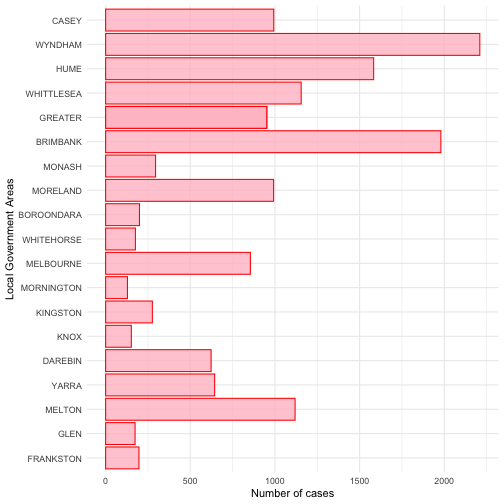 CASEY
WYNDHAM
HUME
WHITTLESEA
GREATER
BRIMBANK
MONASH
MORELAND
BOROONDARA
WHITEHORSE
MELBOURNE
MORNINGTON
KINGSTON
KNOX
DAREBIN
YARRA
MELTON
GLEN
FRANKSTON
Local Government Areas
0 500 1000 1500 2000
Number of cases